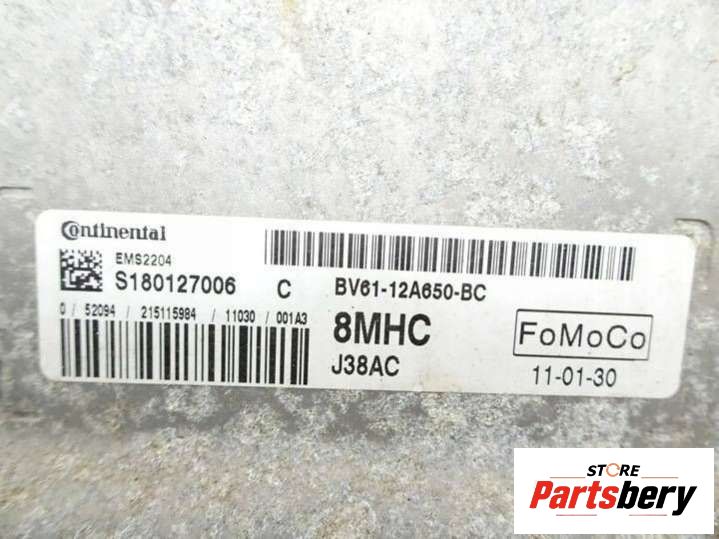 Continental
EMS2204
S180127006 C BV61-12A650-BC
0 / 52094 / 215115984 / 11030 / 001A3
8MHC
J38AC
FoMoCo
11-01-30
STORE
Partsbery